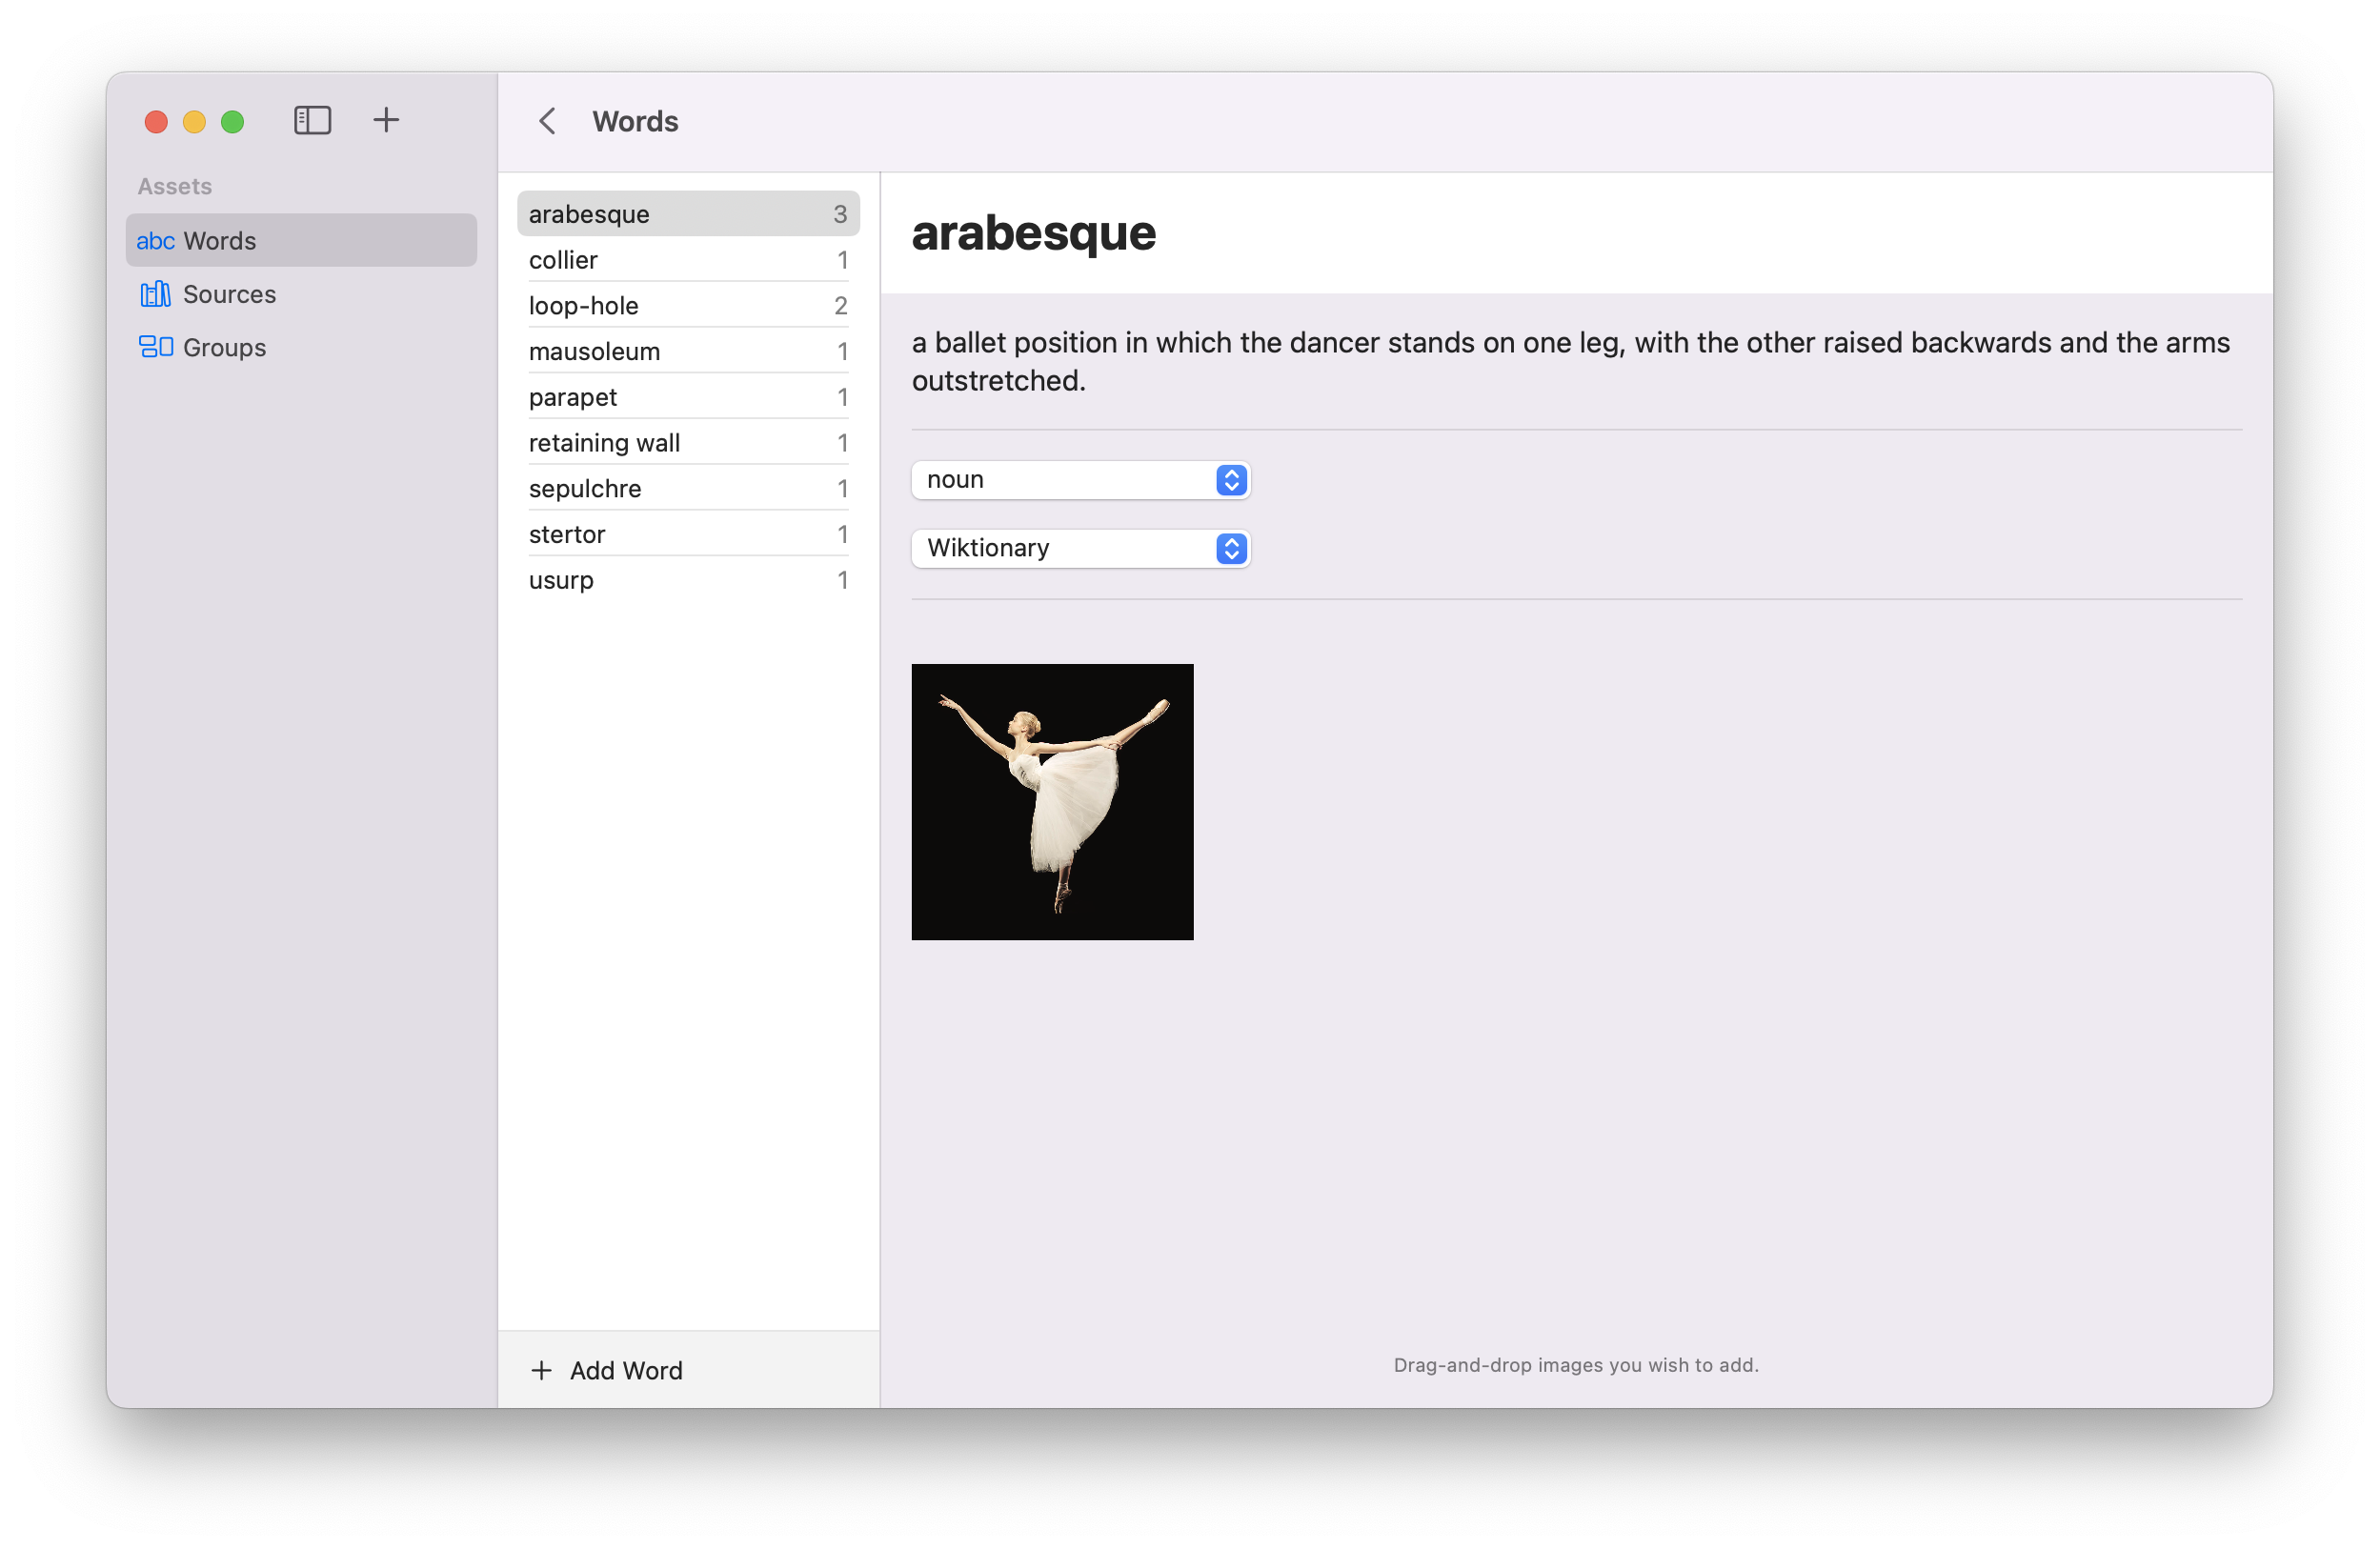 Words
Assets
abc Words
Sources
Groups
arabesque 3
collier 1
loop-hole 2
mausoleum 1
parapet 1
retaining wall 1
sepulchre 1
stertor 1
usurp 1
Add Word
arabesque
a ballet position in which the dancer stands on one leg, with the other raised backwards and the arms
outstretched.
noun
Wiktionary
Drag-and-drop images you wish to add.